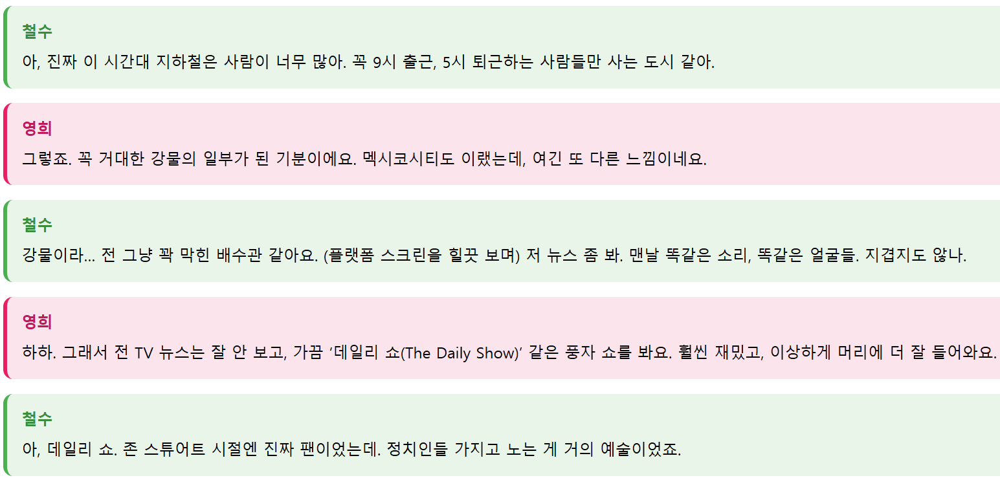 철수
아, 진짜 이 시간대 지하철은 사람이 너무 많아. 꼭 9시 출근, 5시 퇴근하는 사람들만 사는 도시 같아.
영희
그렇죠. 꼭 거대한 강물의 일부가 된 기분이에요. 멕시코시티도 이랬는데, 여긴 또 다른 느낌이네요.
철수
강물이라... 전 그냥 꽉 막힌 배수관 같아요. (플랫폼 스크린을 힐끗 보며) 저 뉴스 좀 봐. 맨날 똑같은 소리, 똑같은 얼굴들. 지겹지도 않나.
영희
하하. 그래서 전 TV 뉴스는 잘 안 보고, 가끔 ‘데일리 쇼(The Daily Show)’ 같은 풍자 쇼를 봐요. 훨씬 재밌고, 이상하게 머리에 더 잘 들어와요.
철수
아, 데일리 쇼. 존 스튜어트 시절엔 진짜 팬이었는데. 정치인들 가지고 노는 게 거의 예술이었죠.